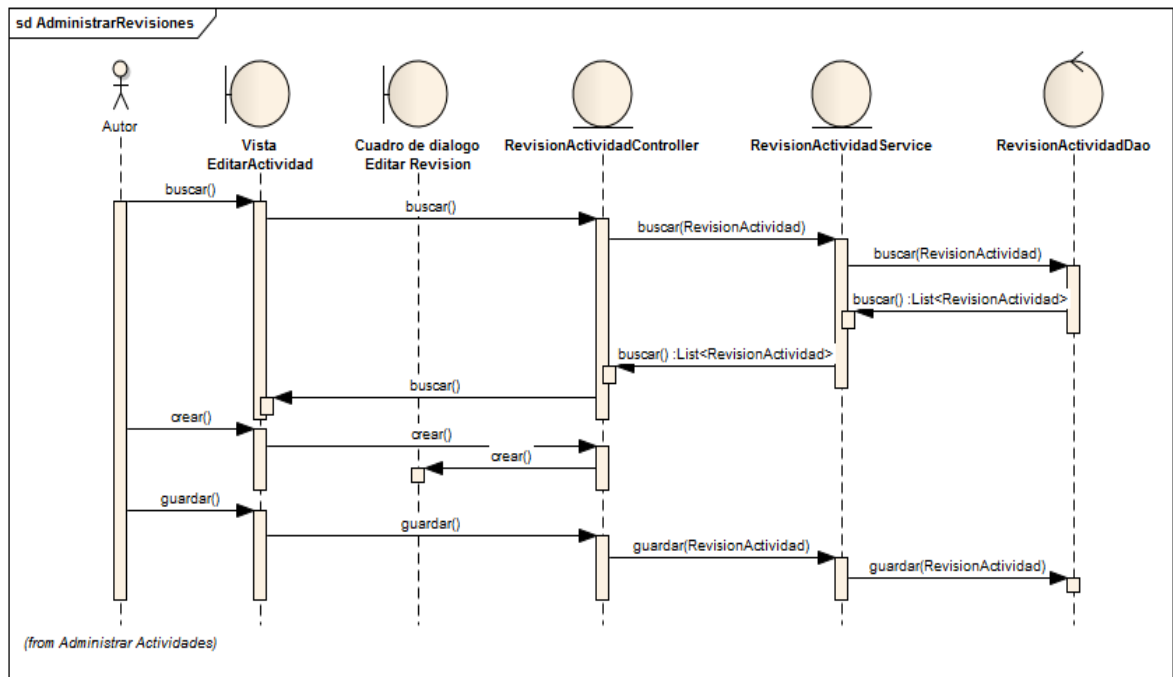 sd AdministrarRevisiones
Autor
Vista
EditarActividad
Cuadro de dialogo
Editar Revision
RevisionActividadController
RevisionActividadService
RevisionActividadDao
buscar()
buscar()
buscar(RevisionActividad)
buscar(RevisionActividad)
buscar() :List<RevisionActividad>
buscar() :List<RevisionActividad>
buscar()
crear()
crear()
crear()
guardar()
guardar()
guardar(RevisionActividad)
guardar(RevisionActividad)
(from Administrar Actividades)